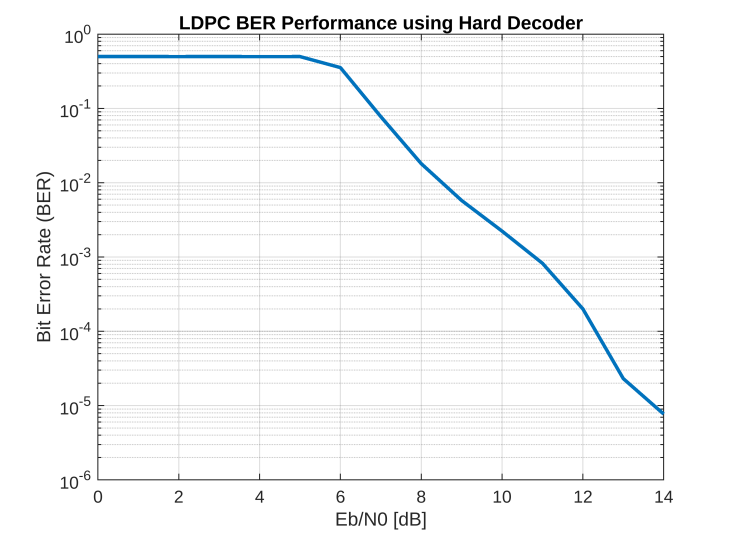 LDPC BER Performance using Hard Decoder
10^0
10^-1
10^-2
10^-3
10^-4
10^-5
10^-6
Bit Error Rate (BER)
0 2 4 6 8 10 12 14
Eb/N0 [dB]